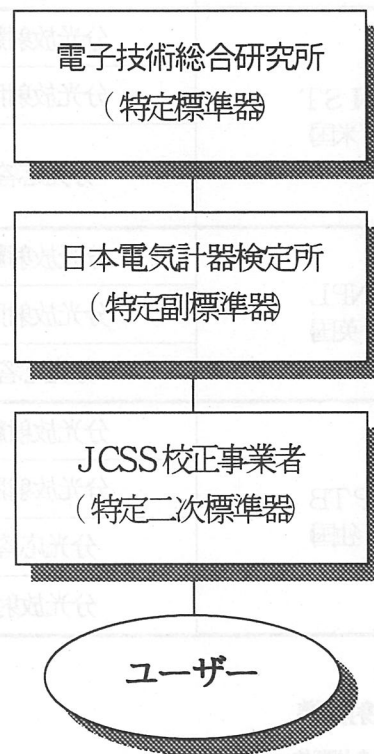 電子技術総合研究所
（特定標準器）
日本電気計器検定所
（特定副標準器）
JCSS校正事業者
（特定二次標準器）
ユーザー